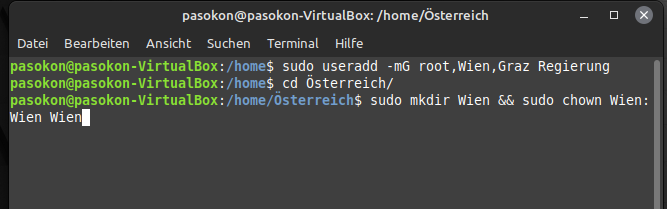 pasokon@pasokon-VirtualBox: /home/Österreich
Datei Bearbeiten Ansicht Suchen Terminal Hilfe
pasokon@pasokon-VirtualBox:/home$ sudo useradd -mG root,Wien,Graz Regierung
pasokon@pasokon-VirtualBox:/home$ cd Österreich/
pasokon@pasokon-VirtualBox:/home/Österreich$ sudo mkdir Wien && sudo chown Wien:
Wien Wien